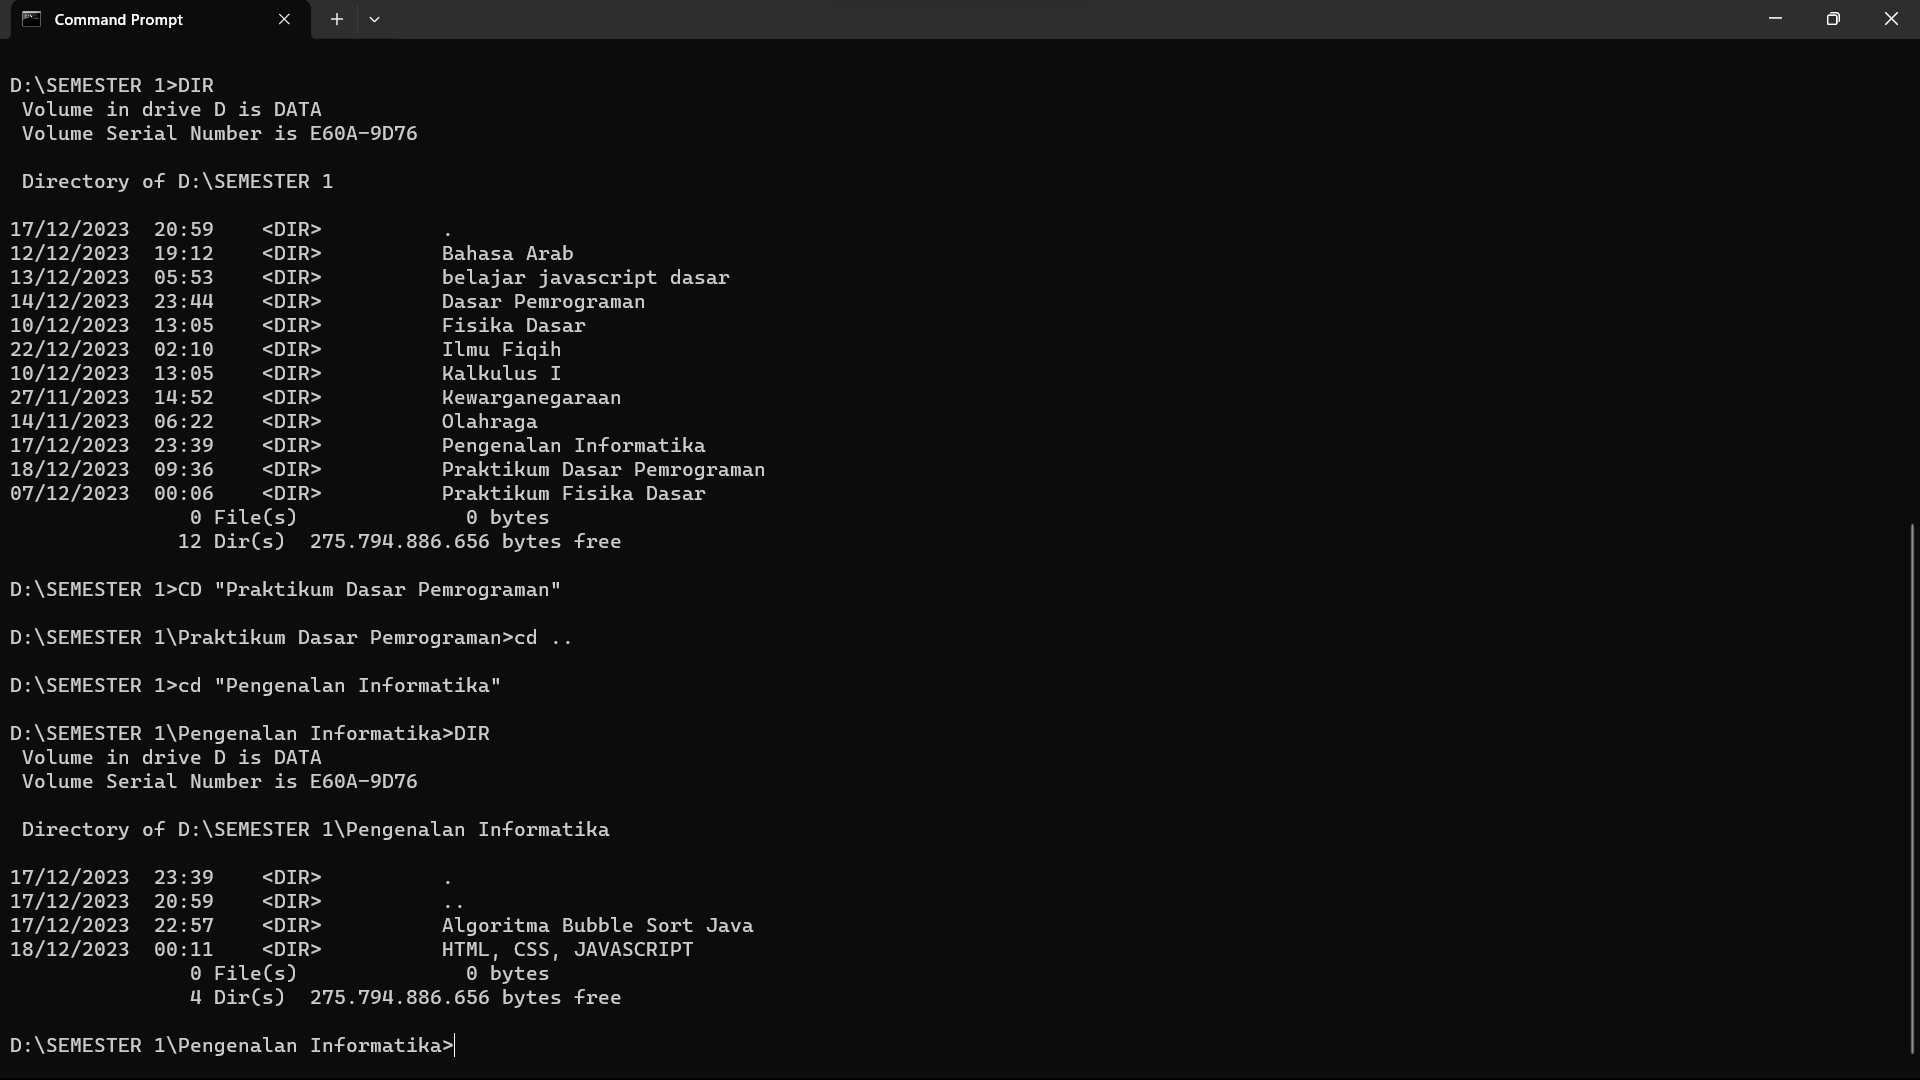 Command Prompt
D:\SEMESTER 1>DIR
 Volume in drive D is DATA
 Volume Serial Number is E60A-9D76
 Directory of D:\SEMESTER 1
17/12/2023  20:59    <DIR>          .
12/12/2023  19:12    <DIR>          Bahasa Arab
13/12/2023  05:53    <DIR>          belajar javascript dasar
14/12/2023  23:44    <DIR>          Dasar Pemrograman
10/12/2023  13:05    <DIR>          Fisika Dasar
22/12/2023  02:10    <DIR>          Ilmu Fiqih
10/12/2023  13:05    <DIR>          Kalkulus I
27/11/2023  14:52    <DIR>          Kewarganegaraan
14/11/2023  06:22    <DIR>          Olahraga
17/12/2023  23:39    <DIR>          Pengenalan Informatika
18/12/2023  09:36    <DIR>          Praktikum Dasar Pemrograman
07/12/2023  00:06    <DIR>          Praktikum Fisika Dasar
               0 File(s)              0 bytes
              12 Dir(s)  275.794.886.656 bytes free
D:\SEMESTER 1>CD "Praktikum Dasar Pemrograman"
D:\SEMESTER 1\Praktikum Dasar Pemrograman>cd ..
D:\SEMESTER 1>cd "Pengenalan Informatika"
D:\SEMESTER 1\Pengenalan Informatika>DIR
 Volume in drive D is DATA
 Volume Serial Number is E60A-9D76
 Directory of D:\SEMESTER 1\Pengenalan Informatika
17/12/2023  23:39    <DIR>          .
17/12/2023  20:59    <DIR>          ..
17/12/2023  22:57    <DIR>          Algoritma Bubble Sort Java
18/12/2023  00:11    <DIR>          HTML, CSS, JAVASCRIPT
               0 File(s)              0 bytes
               4 Dir(s)  275.794.886.656 bytes free
D:\SEMESTER 1\Pengenalan Informatika>